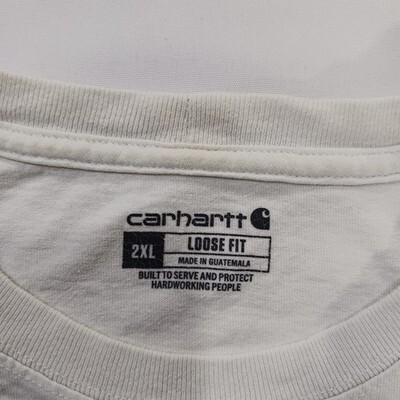 carhartt
2XL LOOSE FIT
MADE IN GUATEMALA
BUILT TO SERVE AND PROTECT
HARDWORKING PEOPLE